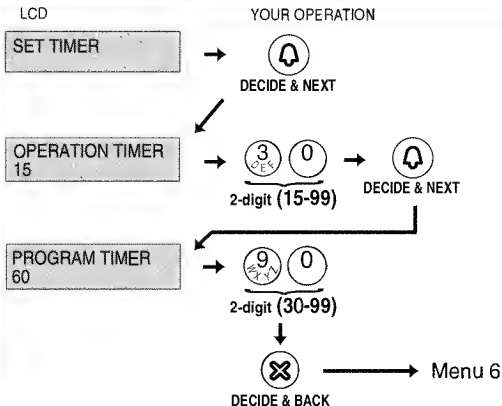 LCD YOUR OPERATION
SET TIMER
DECIDE & NEXT
OPERATION TIMER
15
3 DEF 0
DECIDE & NEXT
2-digit (15-99)
PROGRAM TIMER
60
9 WXYZ 0
2-digit (30-99)
Menu 6
DECIDE & BACK